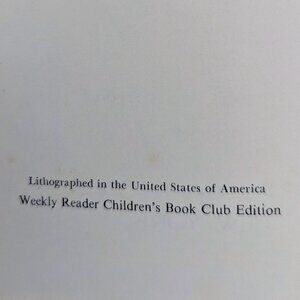 Lithographed in the United States of America
Weekly Reader Children's Book Club Edition